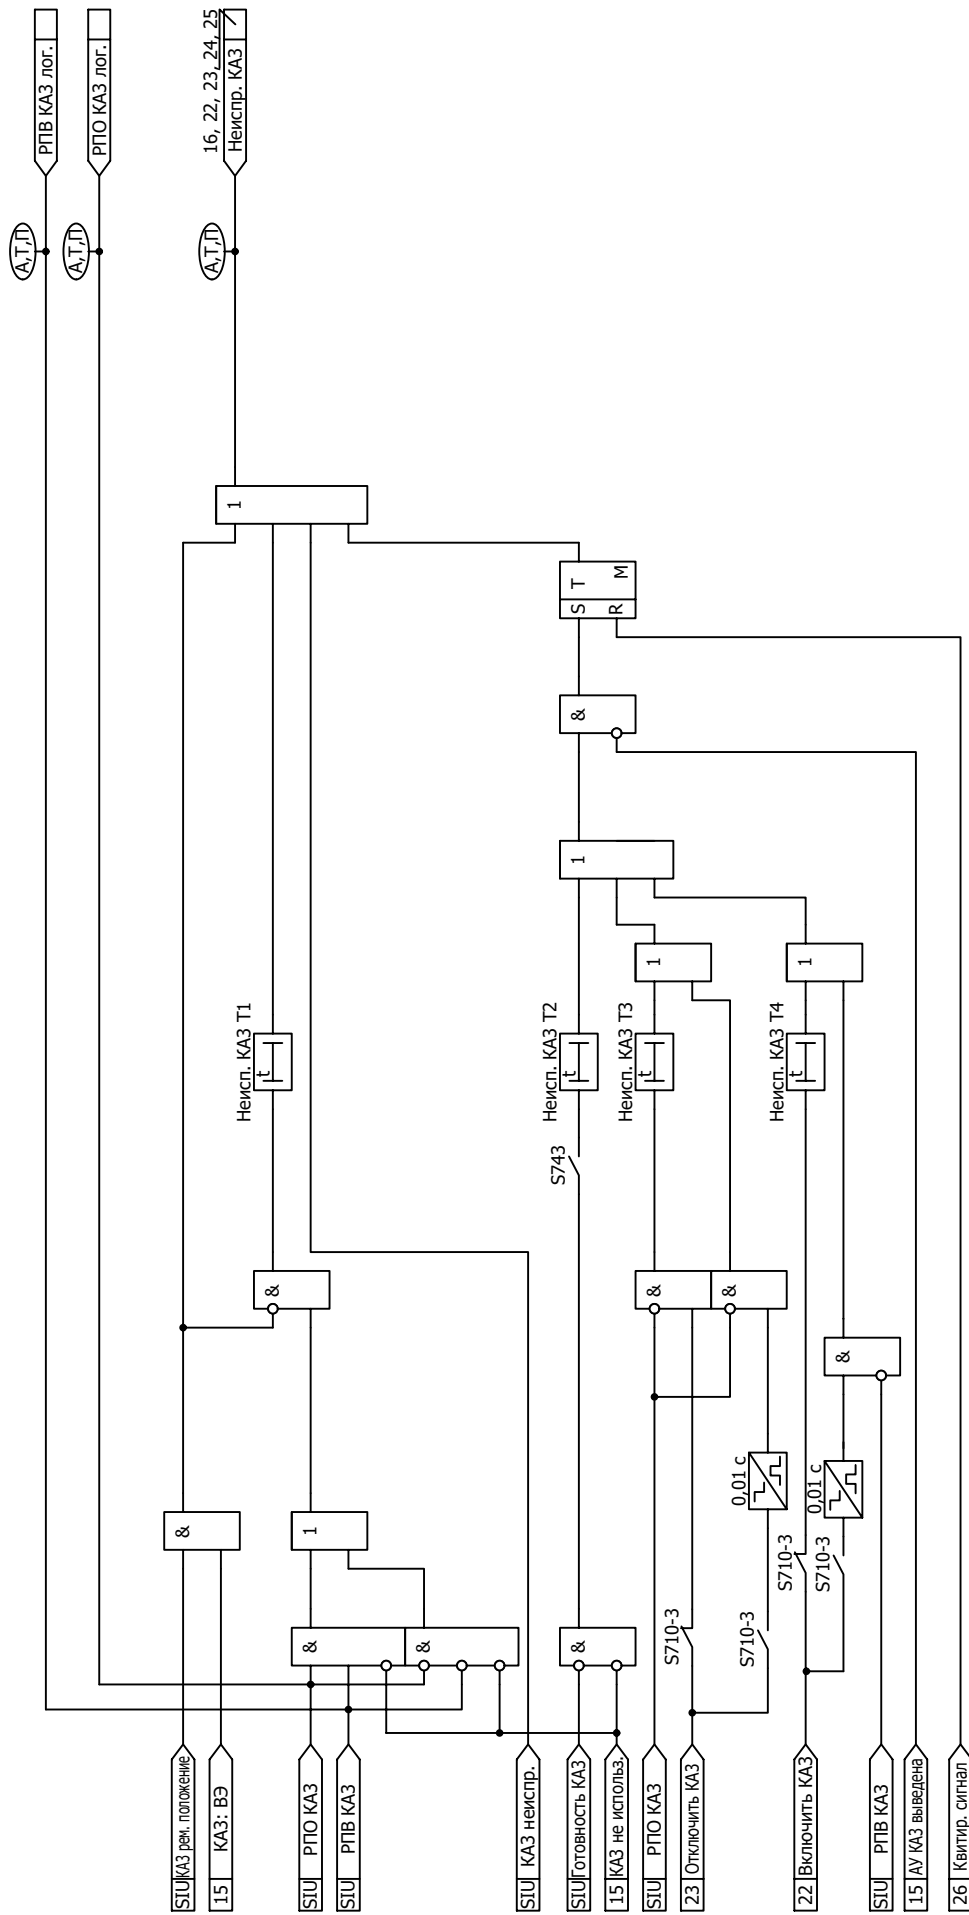 РПВ КАЗ лог.
РПО КАЗ лог.
16, 22, 23, 24, 25
Неиспр. КАЗ
А,Т,П
А,Т,П
А,Т,П
1
T
M
S
R
&
1
1
1
Неисп. КАЗ T1
t
Неисп. КАЗ T2
t
Неисп. КАЗ T3
t
Неисп. КАЗ T4
t
S743
&
&
&
&
0,01 с
0,01 с
&
1
S710-3
S710-3
S710-3
S710-3
&
&
&
SIU КАЗ рем. положение
15 КАЗ: ВЭ
SIU РПО КАЗ
SIU РПВ КАЗ
SIU КАЗ неиспр.
SIU Готовность КАЗ
15 КАЗ не использ.
SIU РПО КАЗ
23 Отключить КАЗ
22 Включить КАЗ
SIU РПВ КАЗ
15 АУ КАЗ выведена
26 Квитир. сигнал